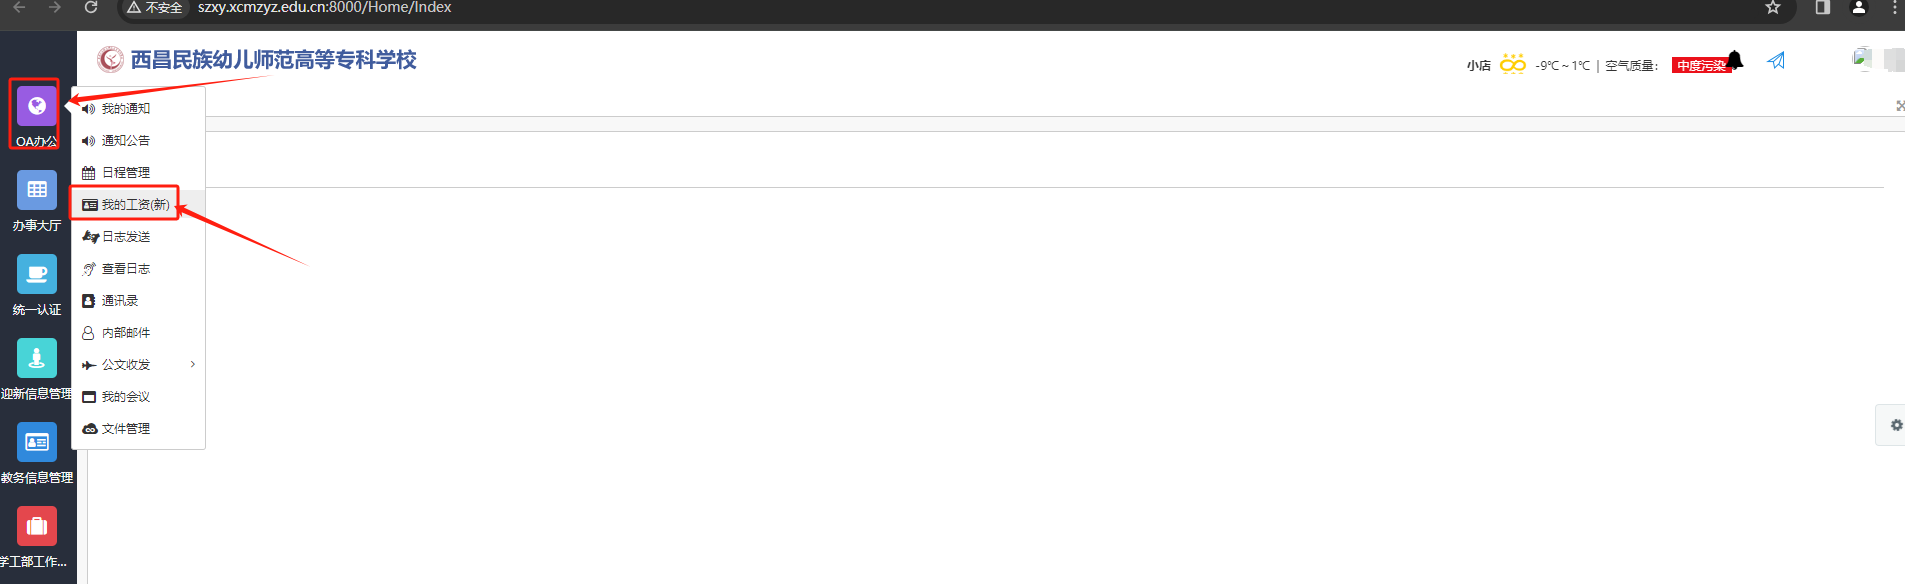 不安全 szxy.xcmzyz.edu.cn:8000/Home/Index
西昌民族幼儿师范高等专科学校
小店 -9℃ ~ 1℃ | 空气质量： 中度污染
OA办公
办事大厅
统一认证
迎新信息管理
教务信息管理
学工部工作...
我的通知
通知公告
日程管理
我的工资(新)
日志发送
查看日志
通讯录
内部邮件
公文收发
我的会议
文件管理